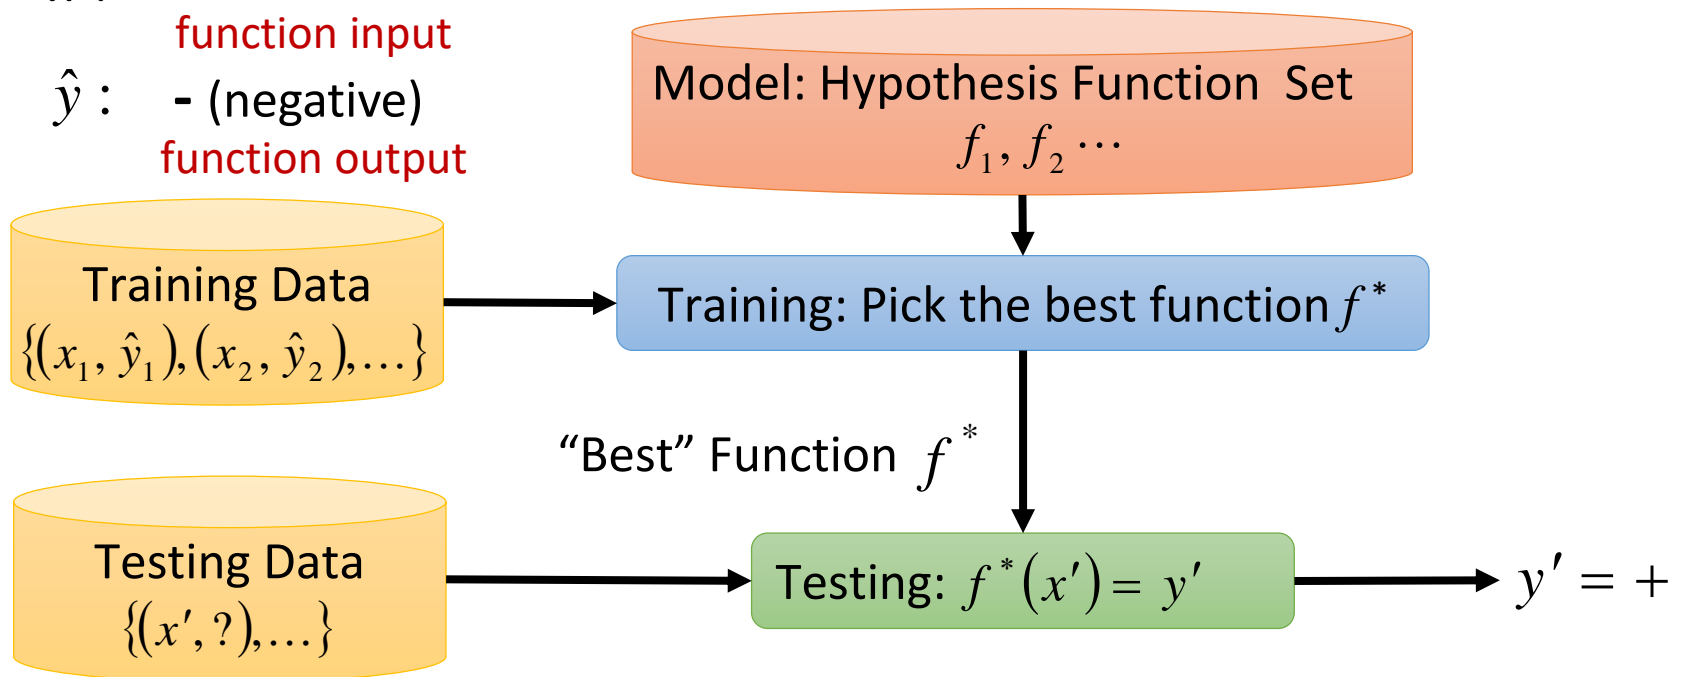 function input
ŷ : - (negative)
function output
Model: Hypothesis Function Set
f₁, f₂ ⋯
Training Data
{(x₁, ŷ₁),(x₂, ŷ₂),…}
Training: Pick the best function f*
“Best” Function f*
Testing Data
{(x′, ?),…}
Testing: f*(x′) = y′
y′ = +